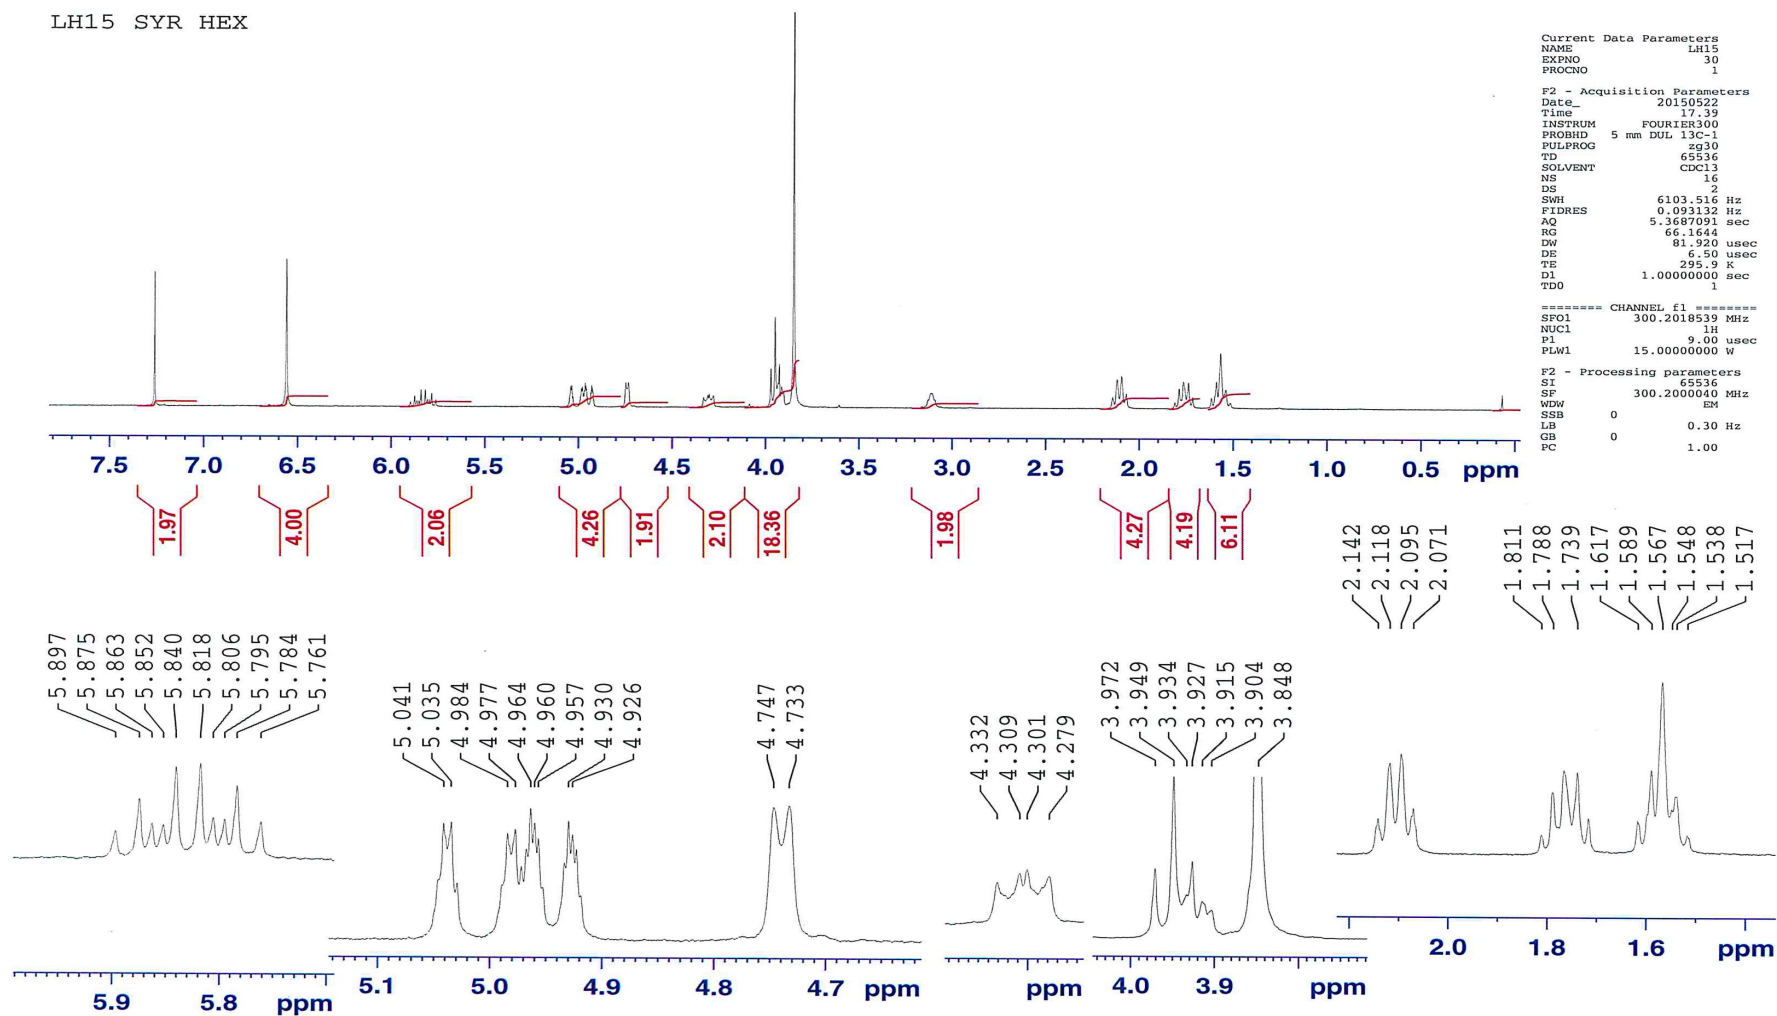 LH15 SYR HEX
Current Data Parameters
NAME LH15
EXPNO 30
PROCNO 1
F2 - Acquisition Parameters
Date_ 20150522
Time 17.39
INSTRUM FOURIER300
PROBHD 5 mm DUL 13C-1
PULPROG zg30
TD 65536
SOLVENT CDCl3
NS 16
DS 2
SWH 6103.516 Hz
FIDRES 0.093132 Hz
AQ 5.3687091 sec
RG 66.1644
DW 81.920 usec
DE 6.50 usec
TE 295.9 K
D1 1.00000000 sec
TD0 1
======== CHANNEL f1 ========
SFO1 300.2018539 MHz
NUC1 1H
P1 9.00 usec
PLW1 15.00000000 W
F2 - Processing parameters
SI 65536
SF 300.2000040 MHz
WDW EM
SSB 0
LB 0.30 Hz
GB 0
PC 1.00
7.5 7.0 6.5 6.0 5.5 5.0 4.5 4.0 3.5 3.0 2.5 2.0 1.5 1.0 0.5 ppm
1.97 4.00 2.06 4.26 1.91 2.10 18.36 1.98 4.27 4.19 6.11
2.142 2.118 2.095 2.071 1.811 1.788 1.739 1.617 1.589 1.567 1.548 1.538 1.517
5.897 5.875 5.863 5.852 5.840 5.818 5.806 5.795 5.784 5.761
5.041 5.035 4.984 4.977 4.964 4.960 4.957 4.930 4.926
4.747 4.733
4.332 4.309 4.301 4.279
3.972 3.949 3.934 3.927 3.915 3.904 3.848
2.0 1.8 1.6 ppm
5.9 5.8 ppm
5.1 5.0 4.9 4.8 4.7 ppm
ppm
4.0 3.9 ppm